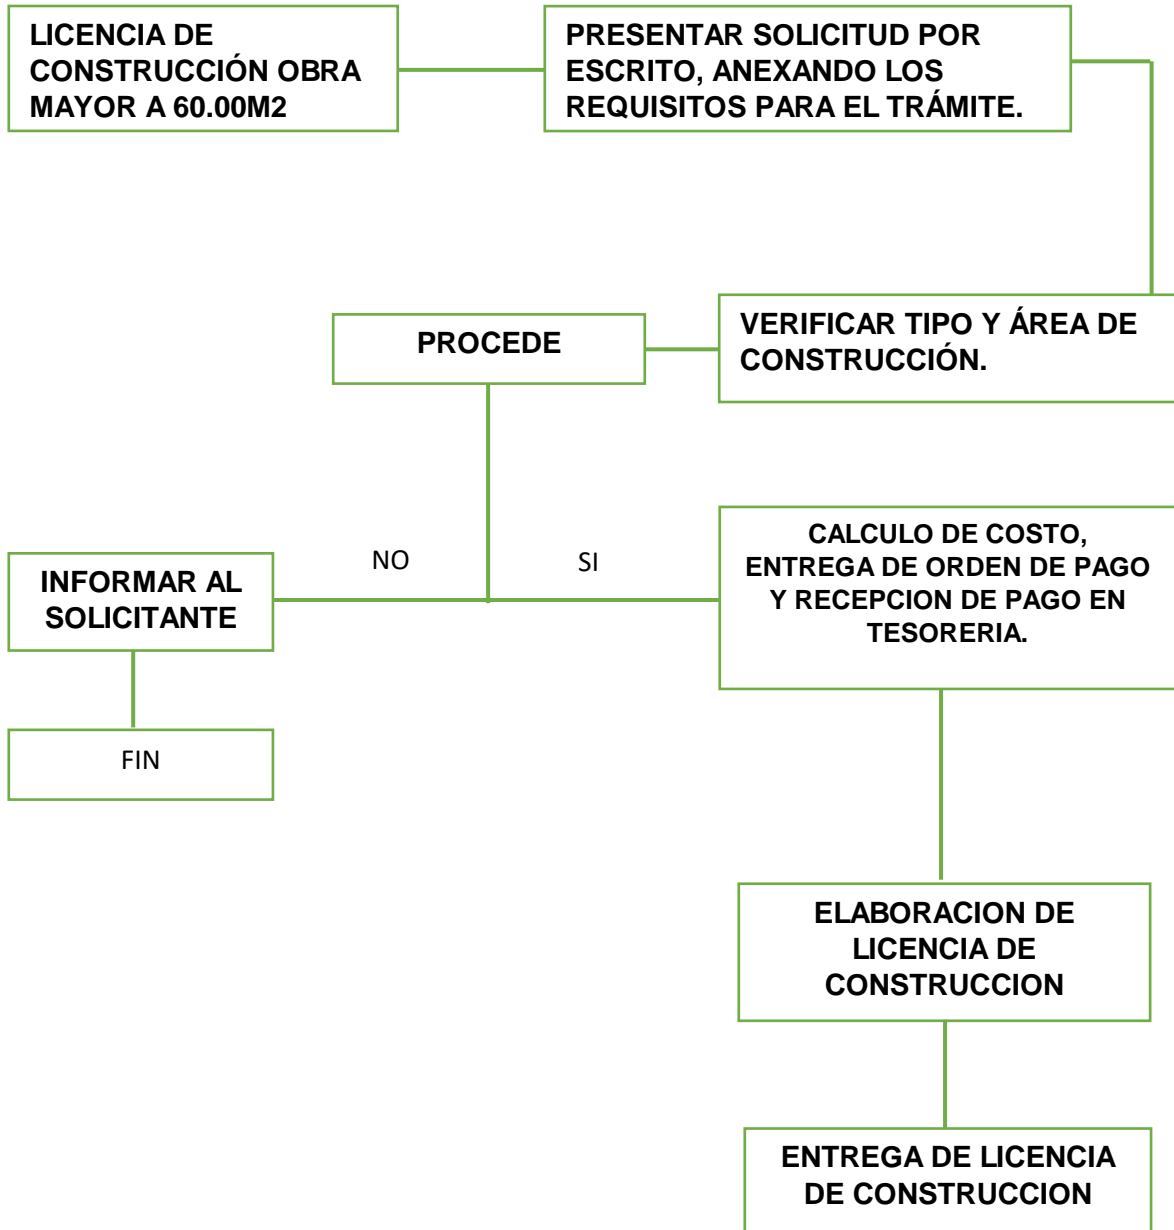 LICENCIA DE
CONSTRUCCIÓN OBRA
MAYOR A 60.00M2
PRESENTAR SOLICITUD POR
ESCRITO, ANEXANDO LOS
REQUISITOS PARA EL TRÁMITE.
VERIFICAR TIPO Y ÁREA DE
CONSTRUCCIÓN.
PROCEDE
NO
SI
INFORMAR AL
SOLICITANTE
FIN
CALCULO DE COSTO,
ENTREGA DE ORDEN DE PAGO
Y RECEPCION DE PAGO EN
TESORERIA.
ELABORACION DE
LICENCIA DE
CONSTRUCCION
ENTREGA DE LICENCIA
DE CONSTRUCCION